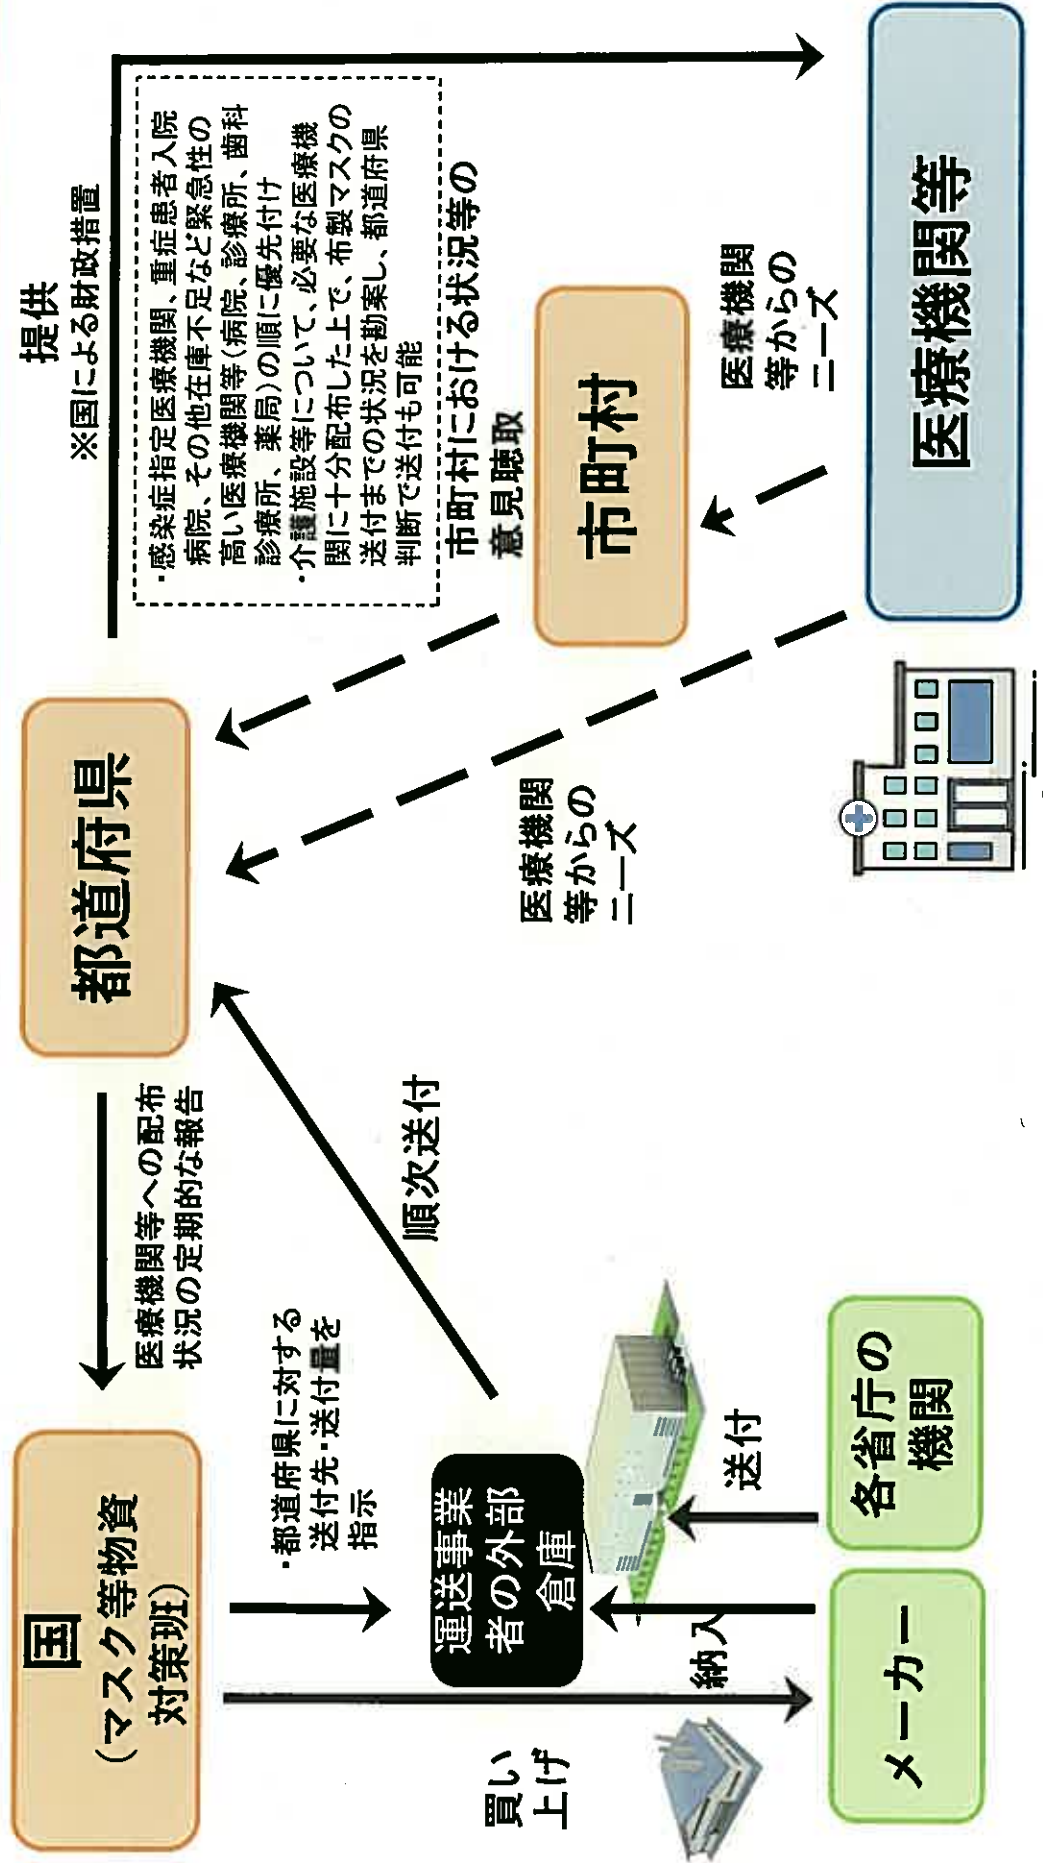 国
（マスク等物資
対策班）
医療機関等への配布
状況の定期的な報告
都道府県
提供
※国による財政措置
・感染症指定医療機関、重症患者入院
病院、その他在庫不足など緊急性の
高い医療機関等（病院、診療所、歯科
診療所、薬局）の順に優先付け
・介護施設等について、必要な医療機
関に十分配布した上で、布製マスクの
送付までの状況を勘案し、都道府県
判断で送付も可能
・都道府県に対する
送付先・送付量を
指示
順次送付
市町村における状況等の
意見聴取
運送事業
者の外部
倉庫
医療機関
等からの
ニーズ
市町村
買い
上げ
納入
送付
医療機関
等からの
ニーズ
メーカー
各省庁の
機関
医療機関等